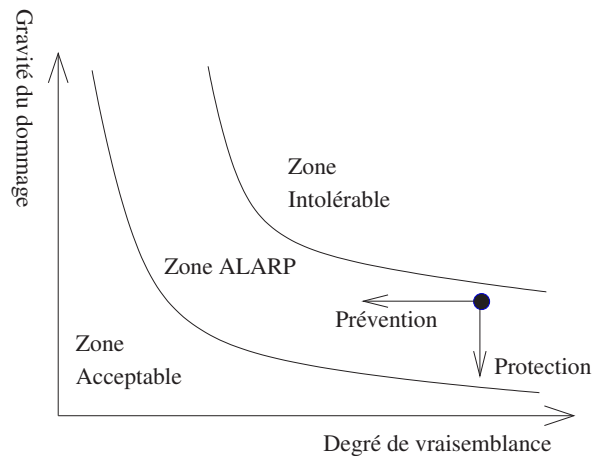 Gravité du dommage
Zone
Intolérable
Zone ALARP
Prévention
Zone
Acceptable
Protection
Degré de vraisemblance